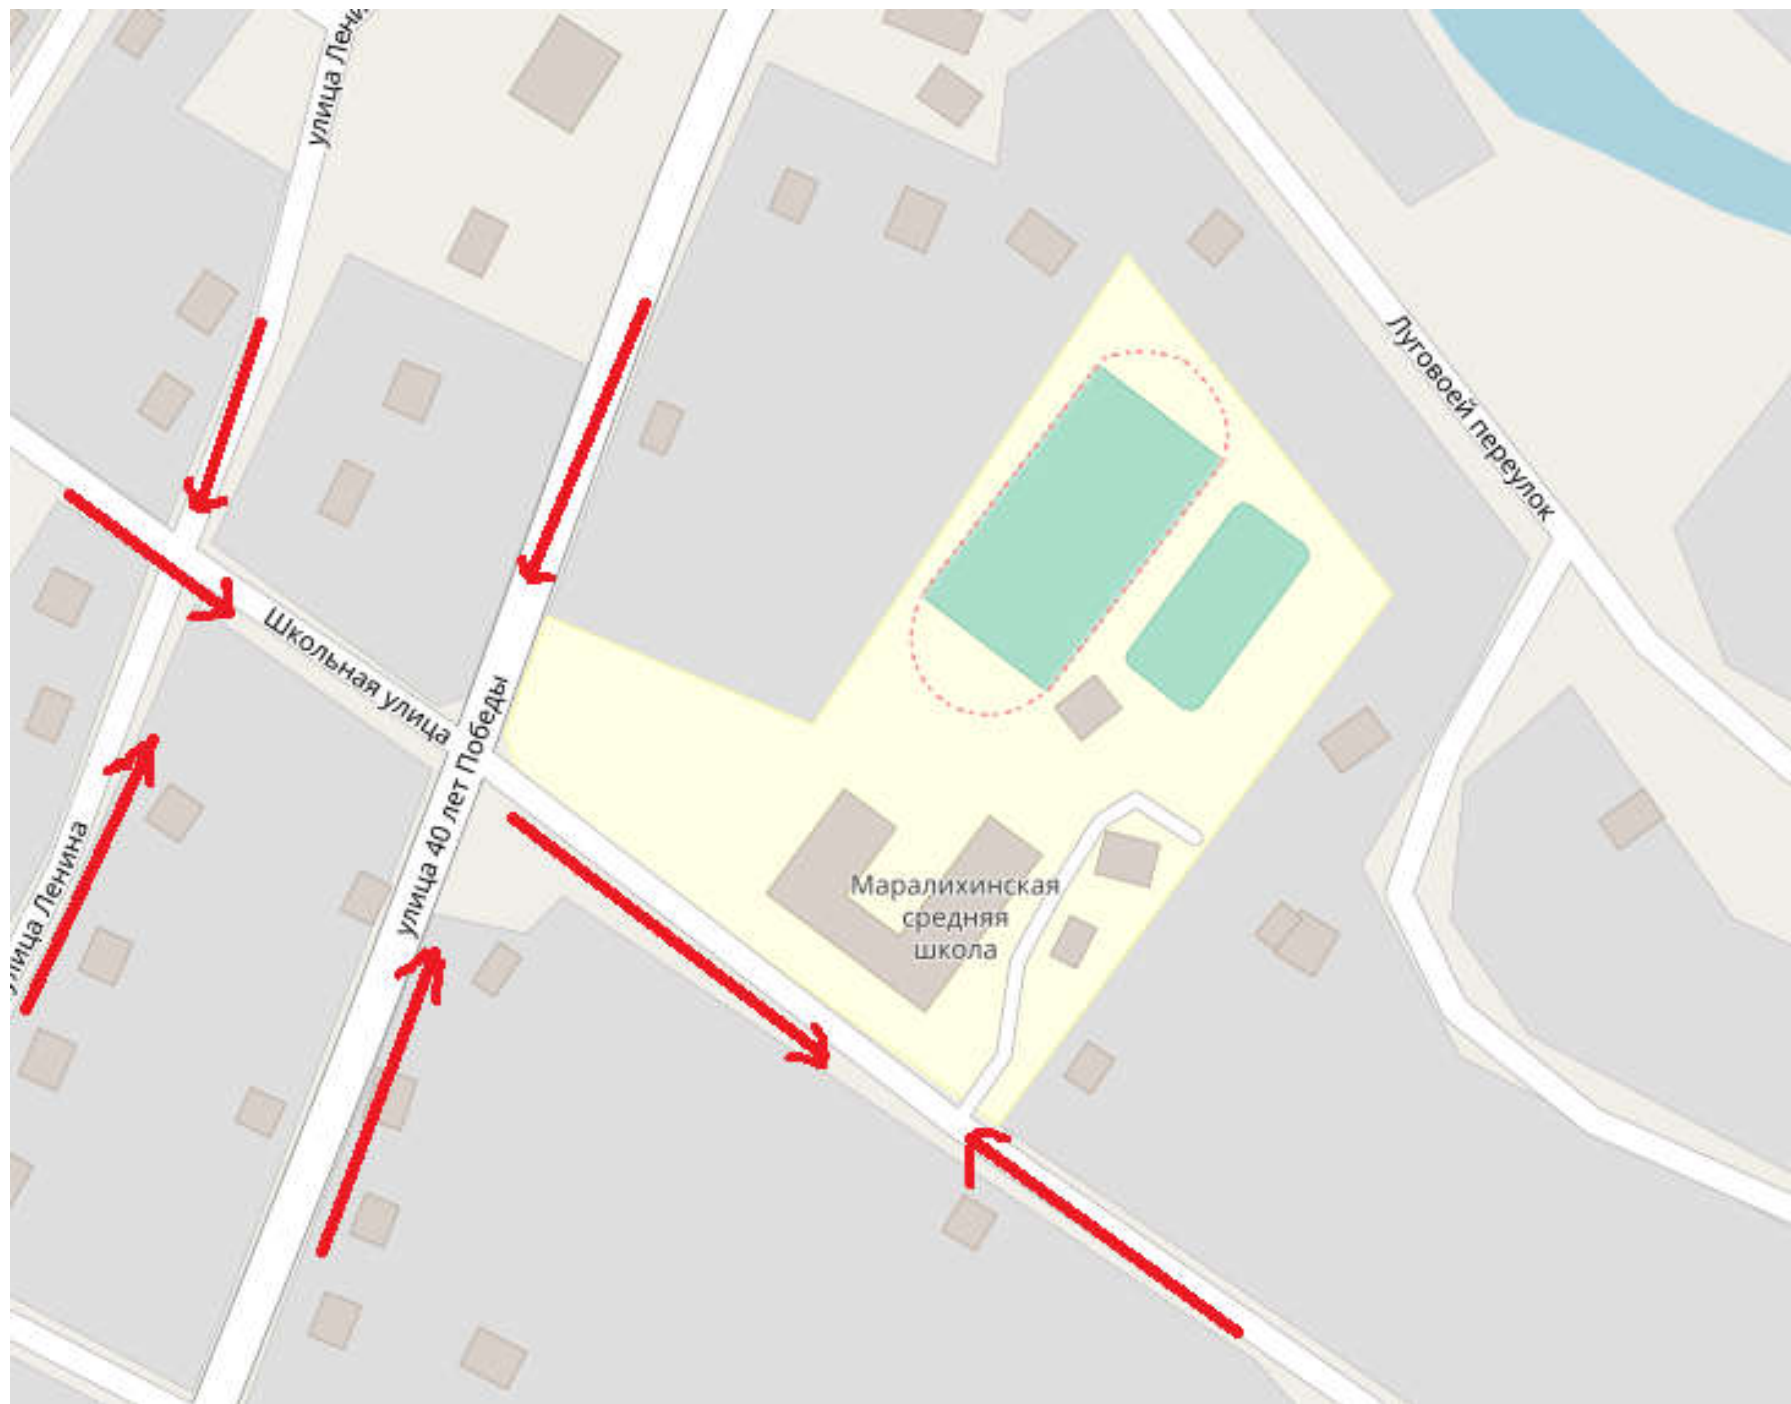 улица Лени
Луговоей переулок
Школьная улица
улица 40 лет Победы
улица Ленина
Маралихинская
средняя
школа